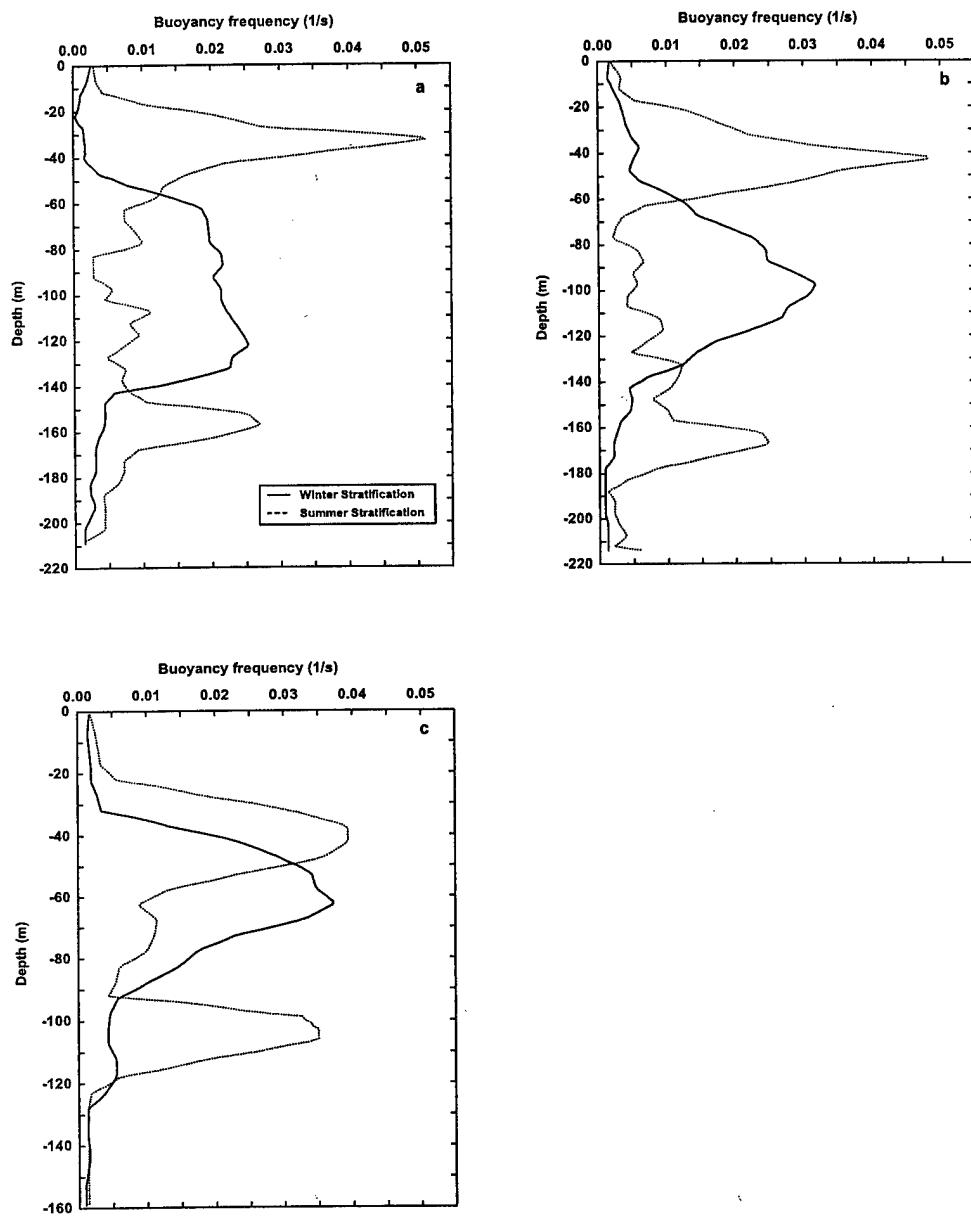 Buoyancy frequency (1/s)
0.00 0.01 0.02 0.03 0.04 0.05
a
Depth (m)
0
-20
-40
-60
-80
-100
-120
-140
-160
-180
-200
-220
Winter Stratification
Summer Stratification
Buoyancy frequency (1/s)
0.00 0.01 0.02 0.03 0.04 0.05
b
Depth (m)
0
-20
-40
-60
-80
-100
-120
-140
-160
-180
-200
-220
Buoyancy frequency (1/s)
0.00 0.01 0.02 0.03 0.04 0.05
c
Depth (m)
0
-20
-40
-60
-80
-100
-120
-140
-160